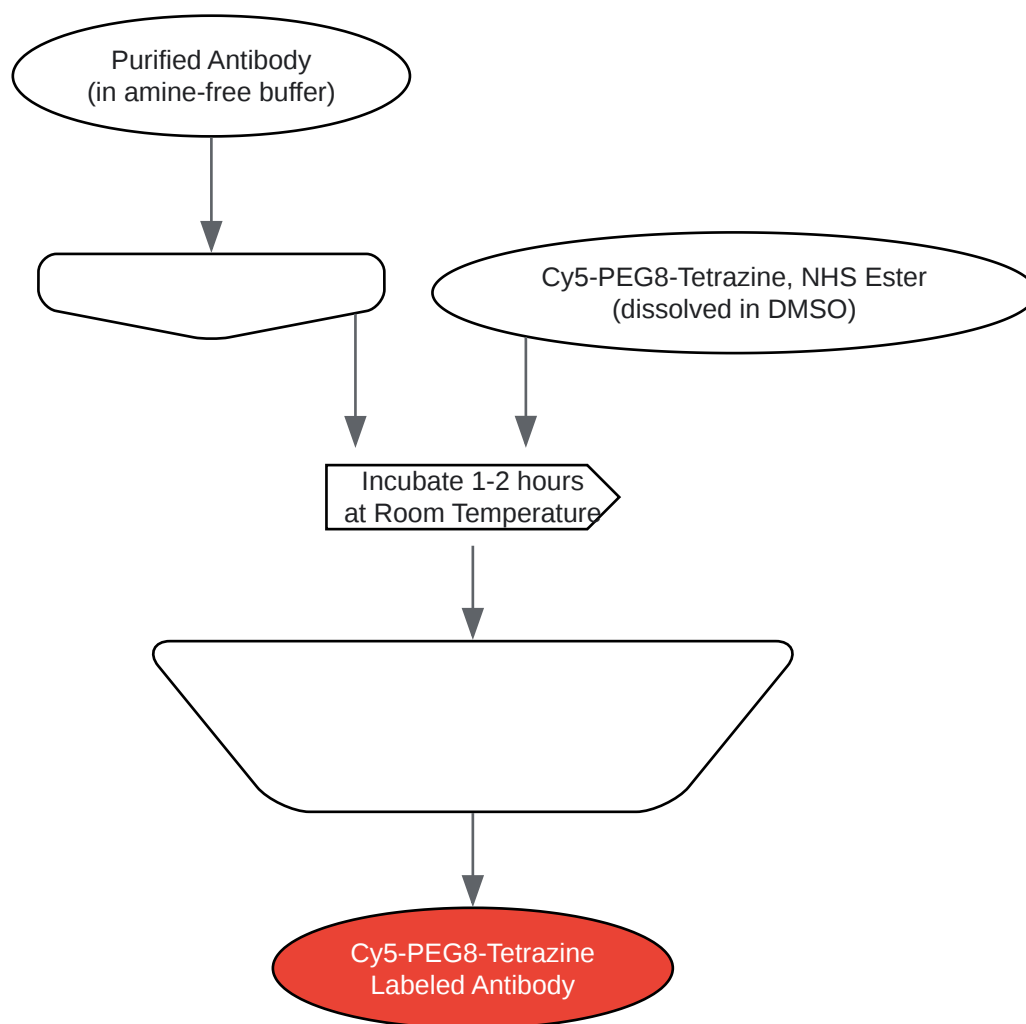 Purified Antibody
(in amine-free buffer)
Cy5-PEG8-Tetrazine, NHS Ester
(dissolved in DMSO)
Incubate 1-2 hours
at Room Temperature
Cy5-PEG8-Tetrazine
Labeled Antibody